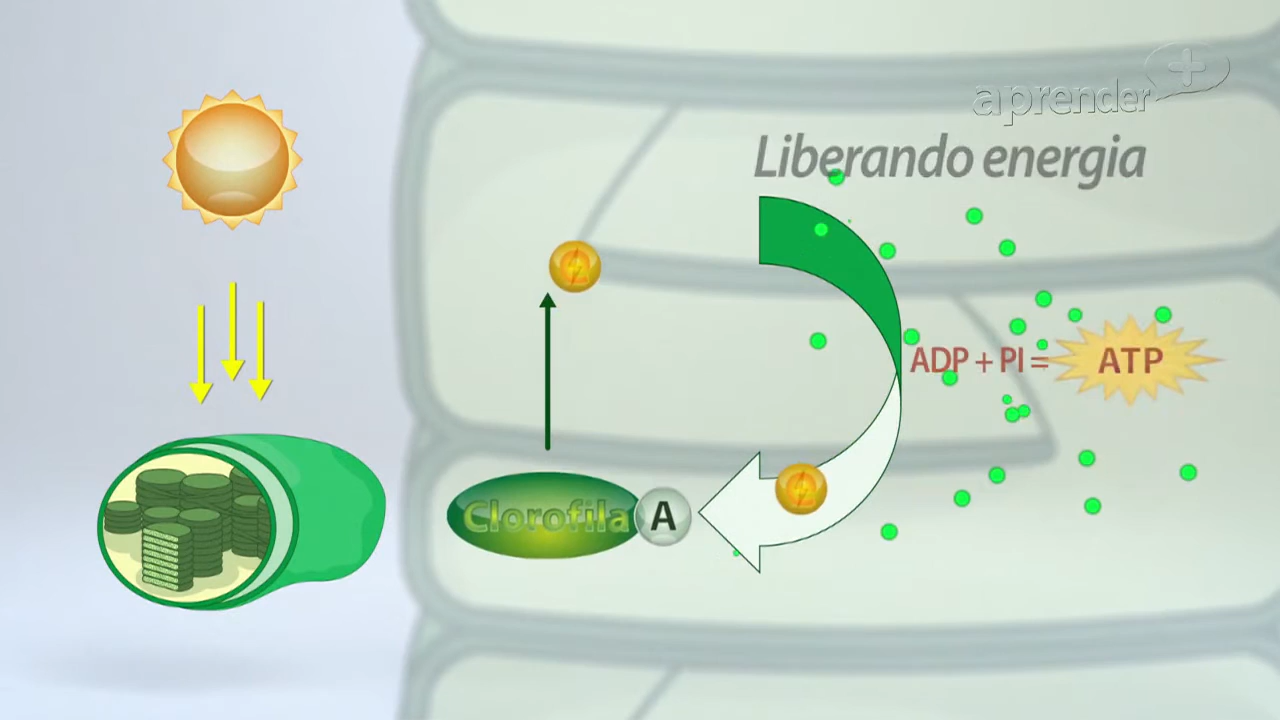 aprender+
Liberando energia
ADP + PI = ATP
Clorofila A